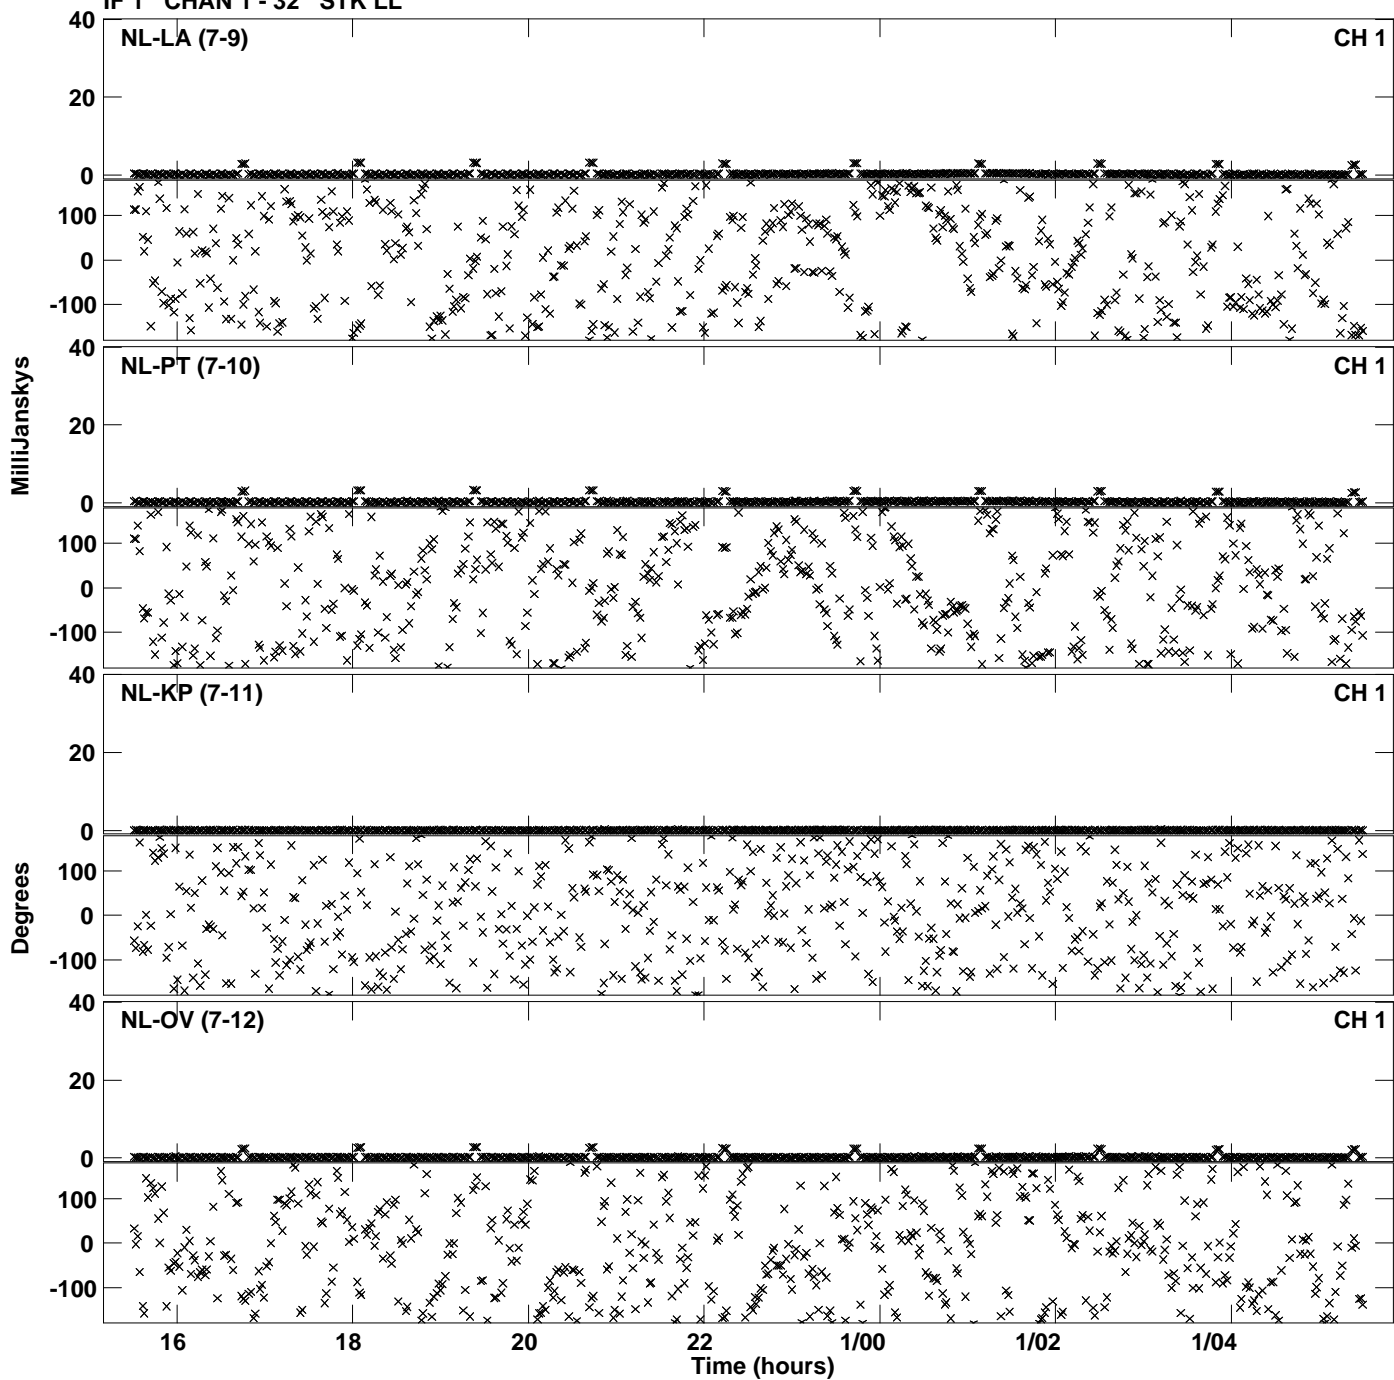 IF 1 CHAN 1 - 32 STK LL
40
NL-LA (7-9) CH 1
20
0
100
0
-100
40
NL-PT (7-10) CH 1
20
0
100
0
-100
MilliJanskys
40
NL-KP (7-11) CH 1
20
0
100
0
-100
Degrees
40
NL-OV (7-12) CH 1
20
0
100
0
-100
16 18 20 22 1/00 1/02 1/04
Time (hours)